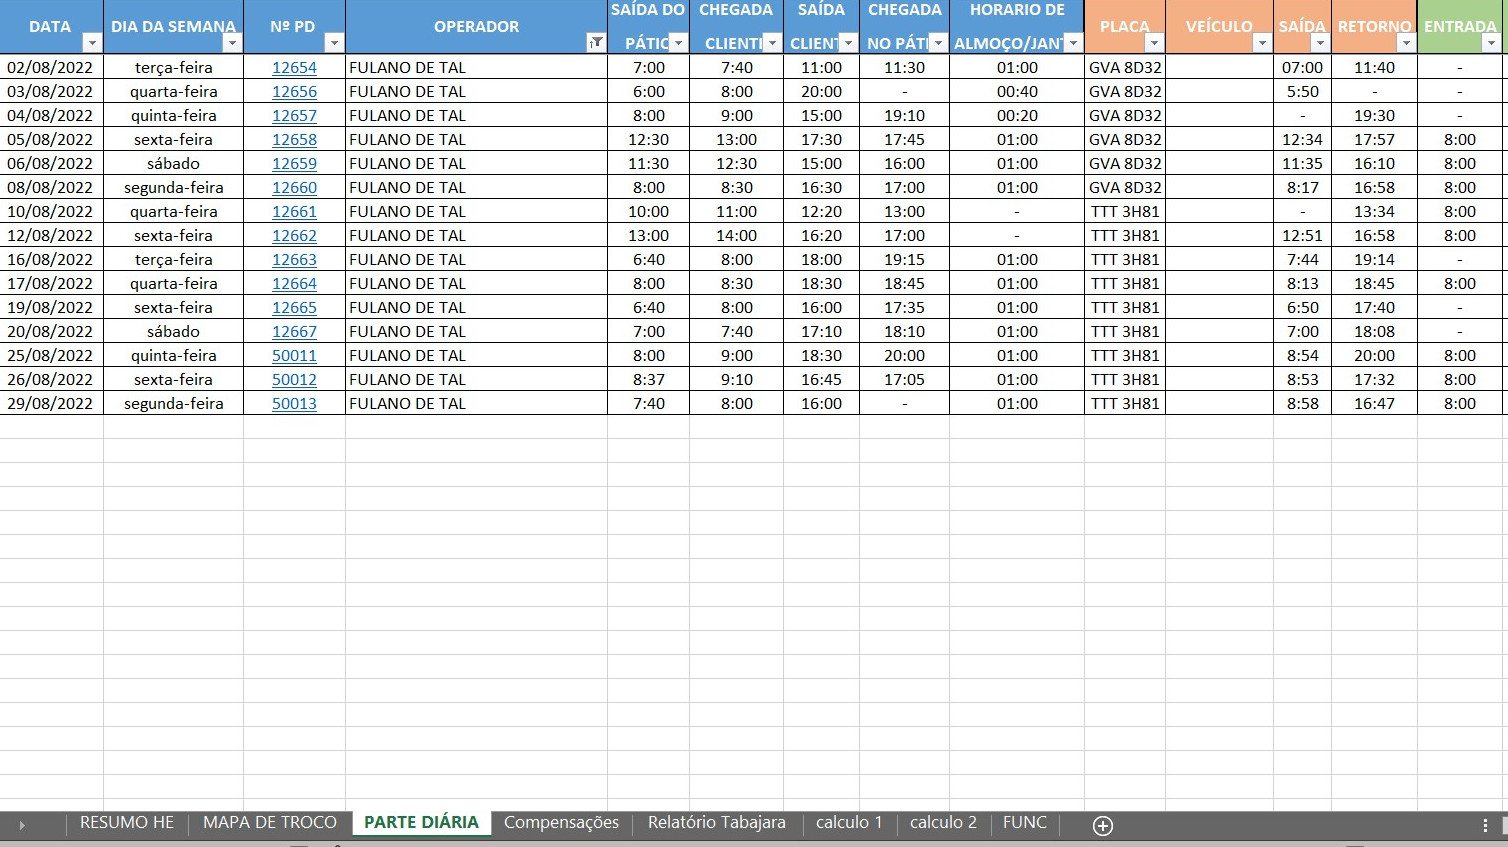 DATA DIA DA SEMANA Nº PD OPERADOR SAÍDA DO PÁTIC CHEGADA CLIENTI SAÍDA CLIENT CHEGADA NO PÁTI HORARIO DE ALMOÇO/JANT PLACA VEÍCULO SAÍDA RETORNO ENTRADA
02/08/2022 terça-feira 12654 FULANO DE TAL 7:00 7:40 11:00 11:30 01:00 GVA 8D32 07:00 11:40 -
03/08/2022 quarta-feira 12656 FULANO DE TAL 6:00 8:00 20:00 - 00:40 GVA 8D32 5:50 - -
04/08/2022 quinta-feira 12657 FULANO DE TAL 8:00 9:00 15:00 19:10 00:20 GVA 8D32 - 19:30 -
05/08/2022 sexta-feira 12658 FULANO DE TAL 12:30 13:00 17:30 17:45 01:00 GVA 8D32 12:34 17:57 8:00
06/08/2022 sábado 12659 FULANO DE TAL 11:30 12:30 15:00 16:00 01:00 GVA 8D32 11:35 16:10 8:00
08/08/2022 segunda-feira 12660 FULANO DE TAL 8:00 8:30 16:30 17:00 01:00 GVA 8D32 8:17 16:58 8:00
10/08/2022 quarta-feira 12661 FULANO DE TAL 10:00 11:00 12:20 13:00 - TTT 3H81 - 13:34 8:00
12/08/2022 sexta-feira 12662 FULANO DE TAL 13:00 14:00 16:20 17:00 - TTT 3H81 12:51 16:58 8:00
16/08/2022 terça-feira 12663 FULANO DE TAL 6:40 8:00 18:00 19:15 01:00 TTT 3H81 7:44 19:14 -
17/08/2022 quarta-feira 12664 FULANO DE TAL 8:00 8:30 18:30 18:45 01:00 TTT 3H81 8:13 18:45 8:00
19/08/2022 sexta-feira 12665 FULANO DE TAL 6:40 8:00 16:00 17:35 01:00 TTT 3H81 6:50 17:40 -
20/08/2022 sábado 12667 FULANO DE TAL 7:00 7:40 17:10 18:10 01:00 TTT 3H81 7:00 18:08 -
25/08/2022 quinta-feira 50011 FULANO DE TAL 8:00 9:00 18:30 20:00 01:00 TTT 3H81 8:54 20:00 8:00
26/08/2022 sexta-feira 50012 FULANO DE TAL 8:37 9:10 16:45 17:05 01:00 TTT 3H81 8:53 17:32 8:00
29/08/2022 segunda-feira 50013 FULANO DE TAL 7:40 8:00 16:00 - 01:00 TTT 3H81 8:58 16:47 8:00
RESUMO HE MAPA DE TROCO PARTE DIÁRIA Compensações Relatório Tabajara calculo 1 calculo 2 FUNC